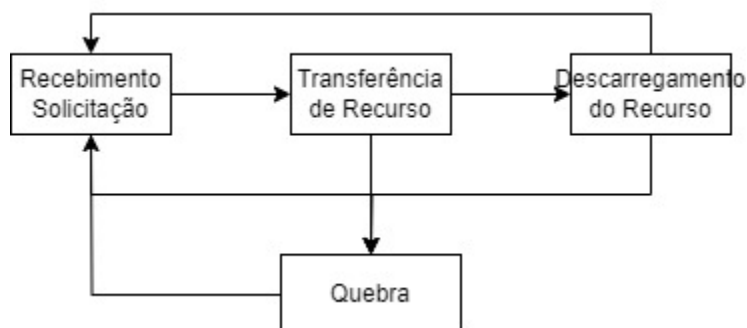 Recebimento
Solicitação
Transferência
de Recurso
Descarregamento
do Recurso
Quebra